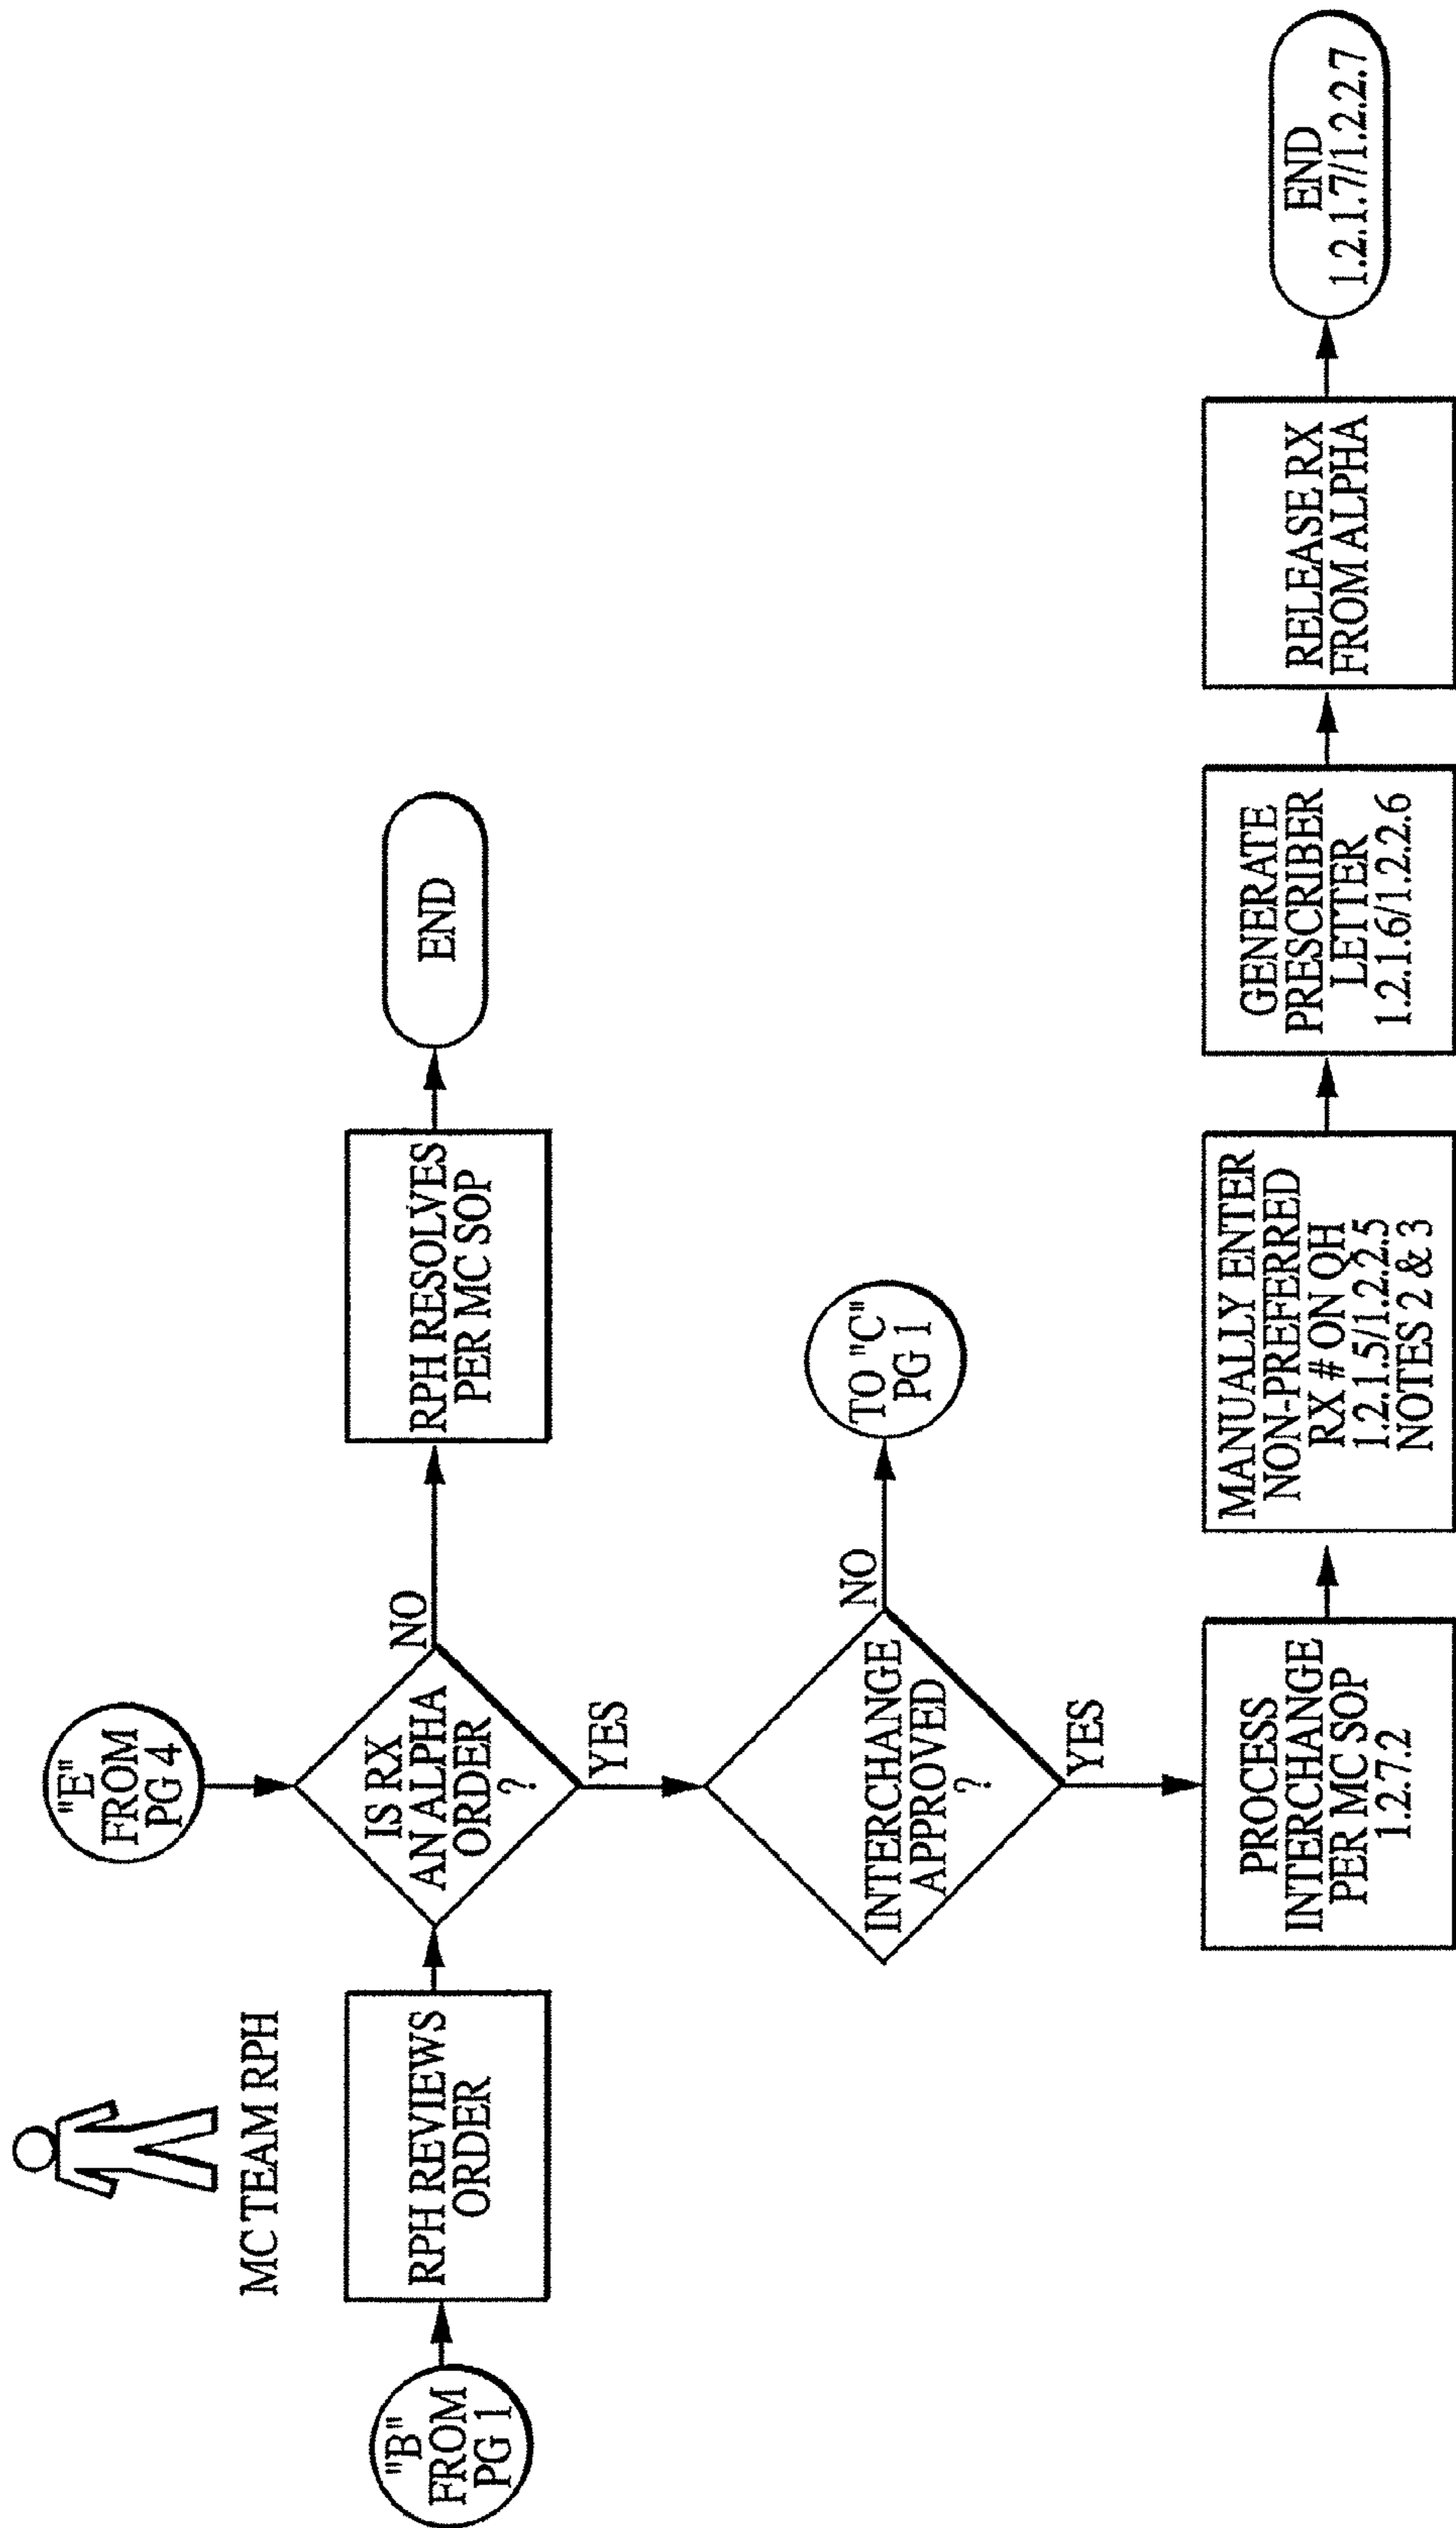 MC TEAM RPH
"E"
FROM
PG 4
"B"
FROM
PG 1
RPH REVIEWS
ORDER
IS RX
AN ALPHA
ORDER
?
NO
RPH RESOLVES
PER MC SOP
END
YES
INTERCHANGE
APPROVED
?
NO
TO "C"
PG 1
YES
PROCESS
INTERCHANGE
PER MC SOP
1.2.7.2
MANUALLY ENTER
NON-PREFERRED
RX # ON QH
1.2.1.5/1.2.2.5
NOTES 2 & 3
GENERATE
PRESCRIBER
LETTER
1.2.1.6/1.2.2.6
RELEASE RX
FROM ALPHA
END
1.2.1.7/1.2.2.7